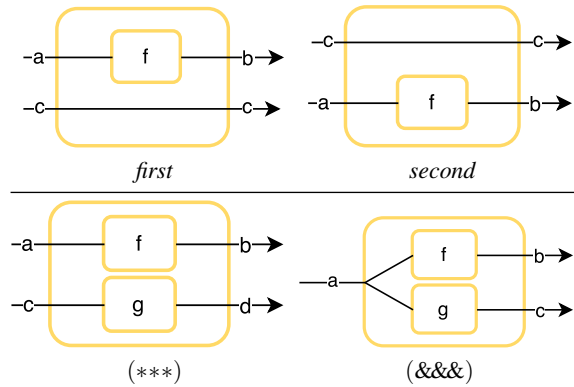 a f b
c c
first
c c
a f b
second
a f b
c g d
(***)
a f b
g c
(&&&)